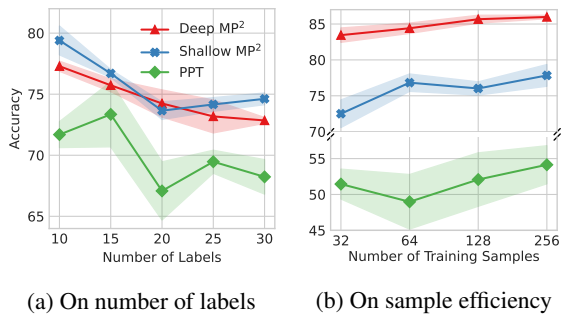 80
75
70
65
Accuracy
10 15 20 25 30
Number of Labels
Deep MP²
Shallow MP²
PPT
(a) On number of labels
85
80
75
70
55
50
45
32 64 128 256
Number of Training Samples
(b) On sample efficiency